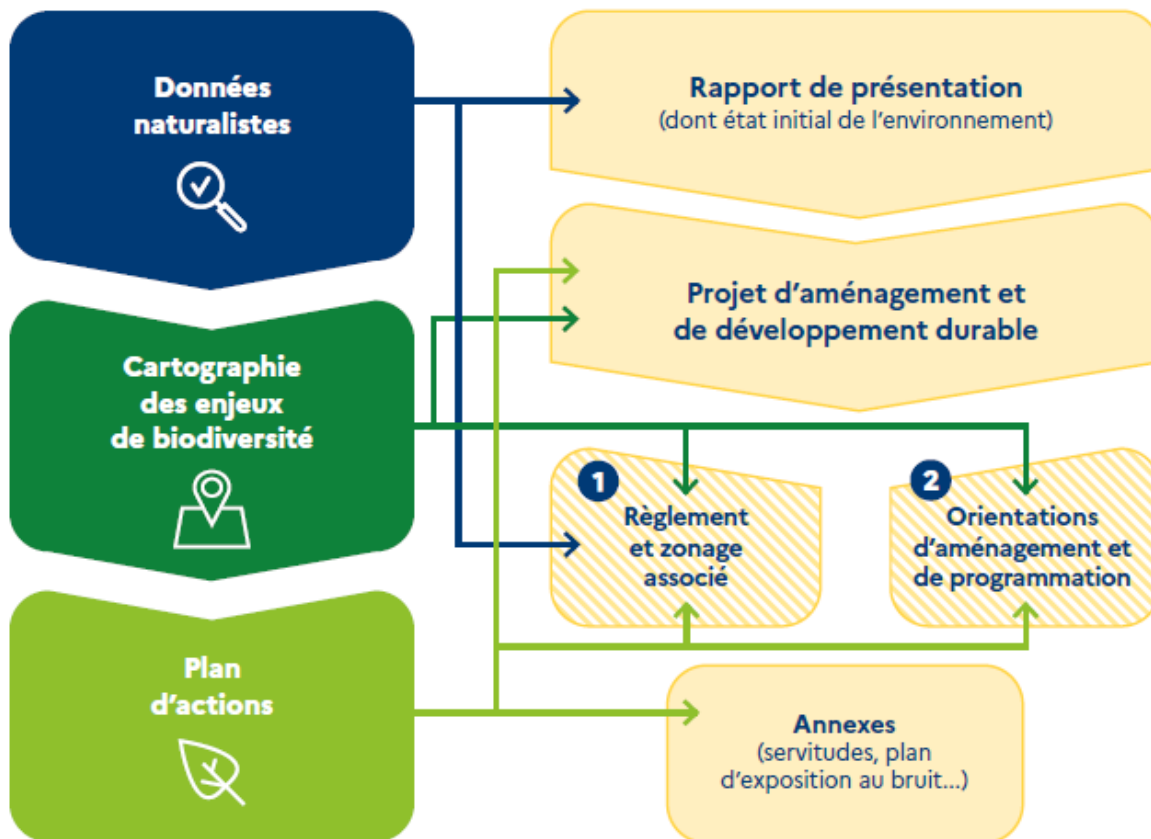 Données
naturalistes
Rapport de présentation
(dont état initial de l’environnement)
Cartographie
des enjeux
de biodiversité
Projet d’aménagement et
de développement durable
1
Règlement
et zonage
associé
2
Orientations
d’aménagement et
de programmation
Plan
d’actions
Annexes
(servitudes, plan
d’exposition au bruit...)